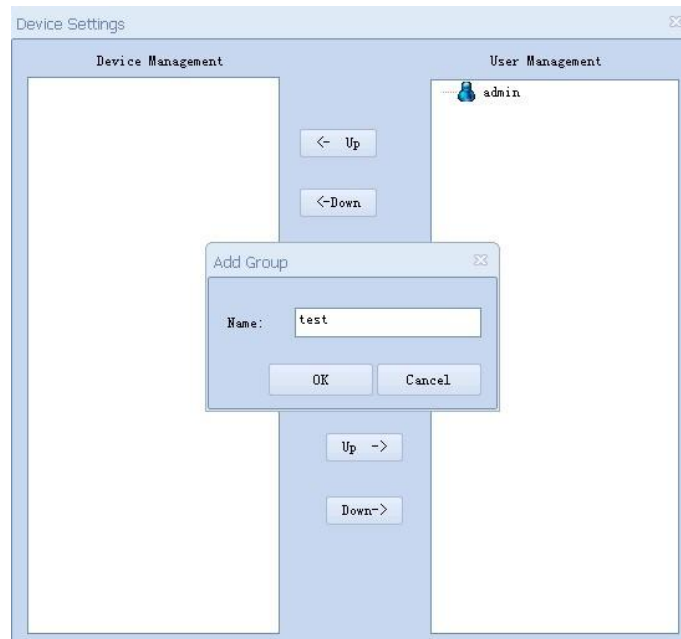 Device Settings
Device Management
User Management
admin
<- Up
<-Down
Add Group
Name:
test
OK
Cancel
Up ->
Down->